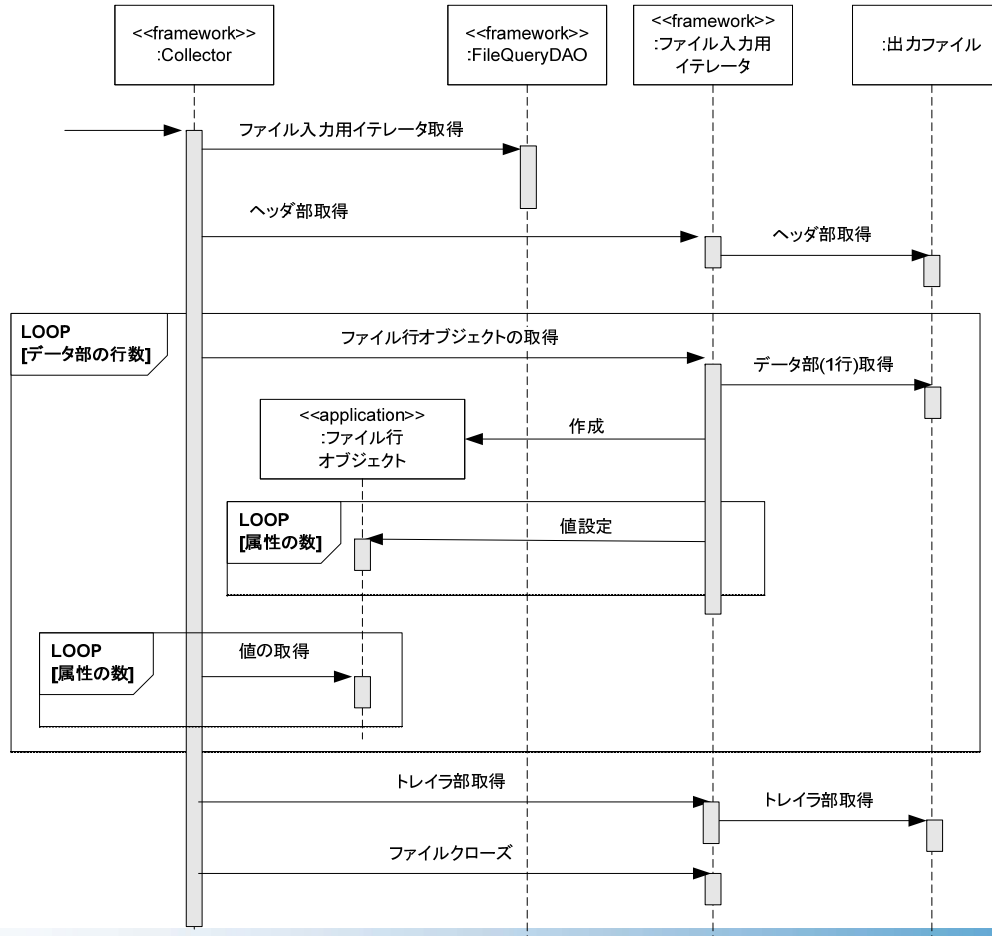 <<framework>>
:Collector
<<framework>>
:FileQueryDAO
<<framework>>
:ファイル入力用
イテレータ
:出力ファイル
ファイル入力用イテレータ取得
ヘッダ部取得
ヘッダ部取得
LOOP
[データ部の行数]
ファイル行オブジェクトの取得
データ部(1行)取得
<<application>>
:ファイル行
オブジェクト
作成
LOOP
[属性の数]
値設定
LOOP
[属性の数]
値の取得
トレイラ部取得
トレイラ部取得
ファイルクローズ